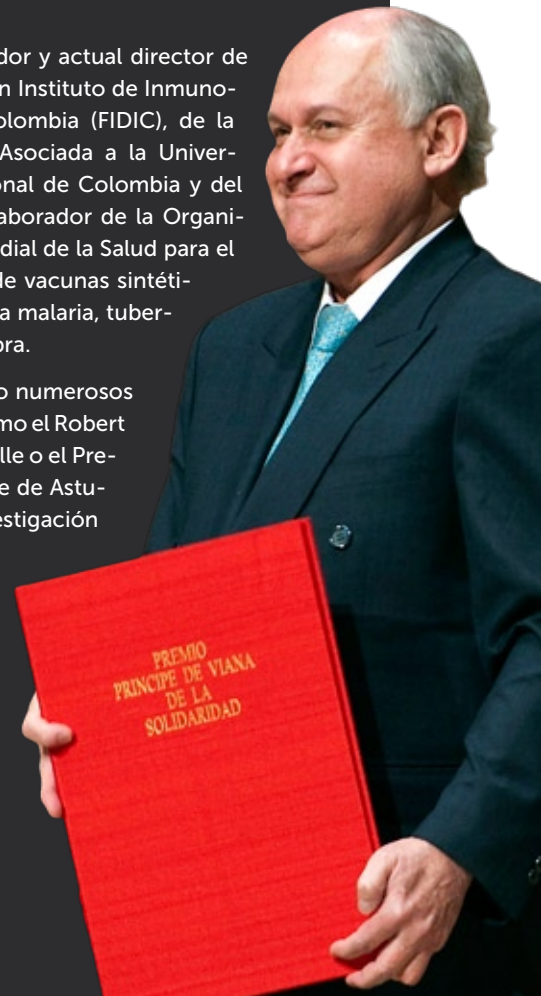 dor y actual director de
n Instituto de Inmuno-
olombia (FIDIC), de la
Asociada a la Univer-
onal de Colombia y del
aborador de la Organi-
dial de la Salud para el
de vacunas sintéti-
a malaria, tuber-
ora.
o numerosos
mo el Robert
lle o el Pre-
e de Astu-
estigación
PREMIO
PRINCIPE DE VIANA
DE LA
SOLIDARIDAD